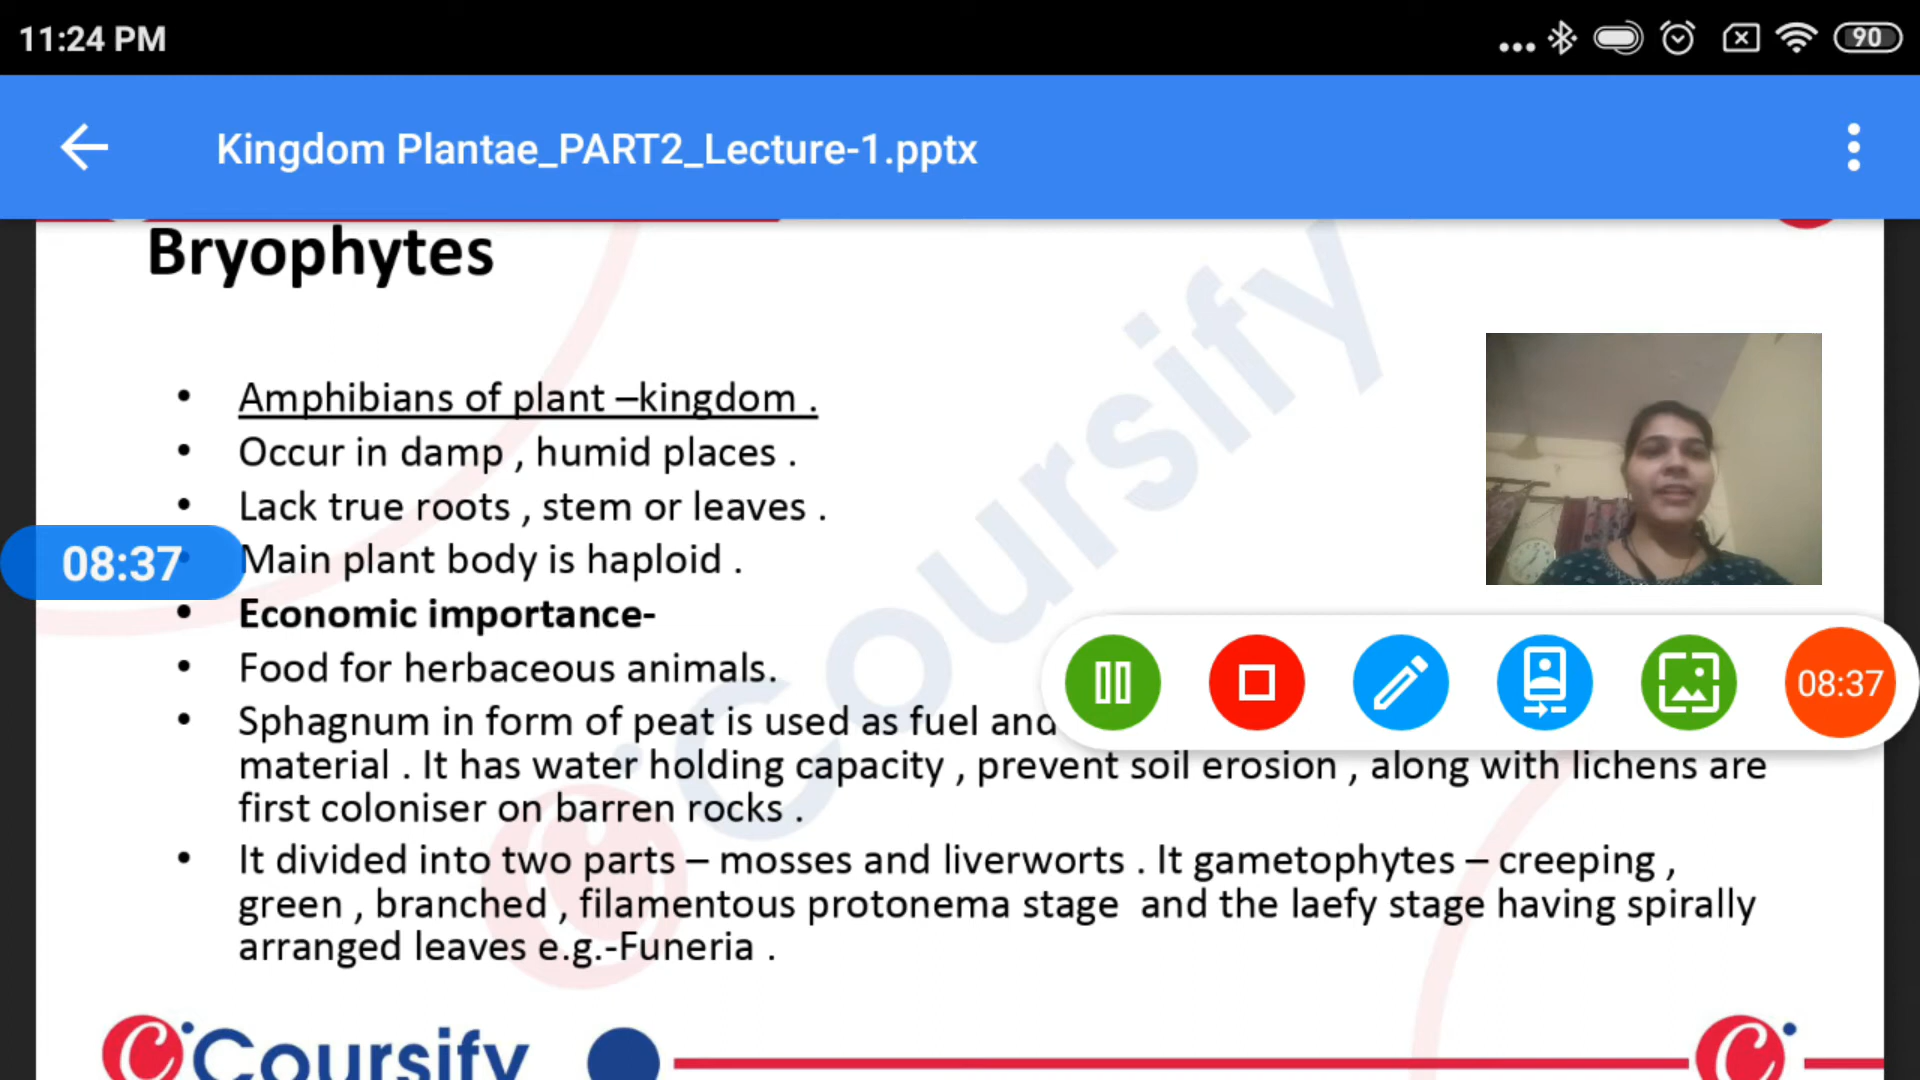 11:24 PM
90
Kingdom Plantae_PART2_Lecture-1.pptx
Bryophytes
• Amphibians of plant –kingdom .
• Occur in damp , humid places .
• Lack true roots , stem or leaves .
08:37
Main plant body is haploid .
• Economic importance-
• Food for herbaceous animals.
08:37
• Sphagnum in form of peat is used as fuel and
material . It has water holding capacity , prevent soil erosion , along with lichens are
first coloniser on barren rocks .
• It divided into two parts – mosses and liverworts . It gametophytes – creeping ,
green , branched , filamentous protonema stage and the laefy stage having spirally
arranged leaves e.g.-Funeria .
Coursify
Coursify